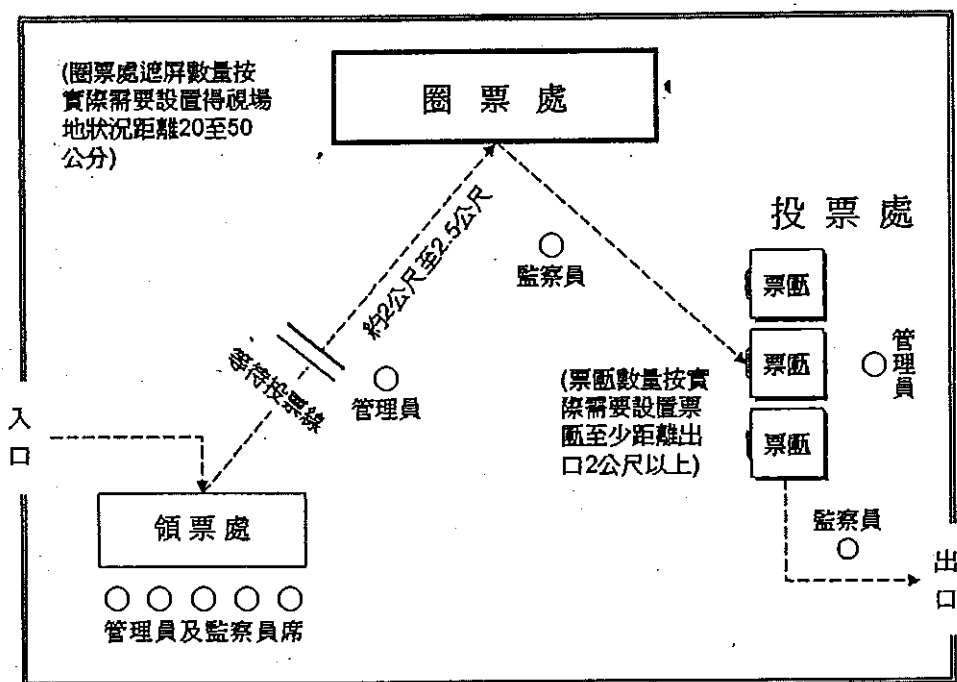 (圈票處遮屏數量按
實際需要設置得視場
地狀況距離20至50
公分)
圈票處
投票處
約2公尺至2.5公尺
監察員
票匭
票匭
票匭
管理員
等待投票線
管理員
(票匭數量按實
際需要設置票
匭至少距離出
口2公尺以上)
入口
領票處
管理員及監察員席
監察員
出口